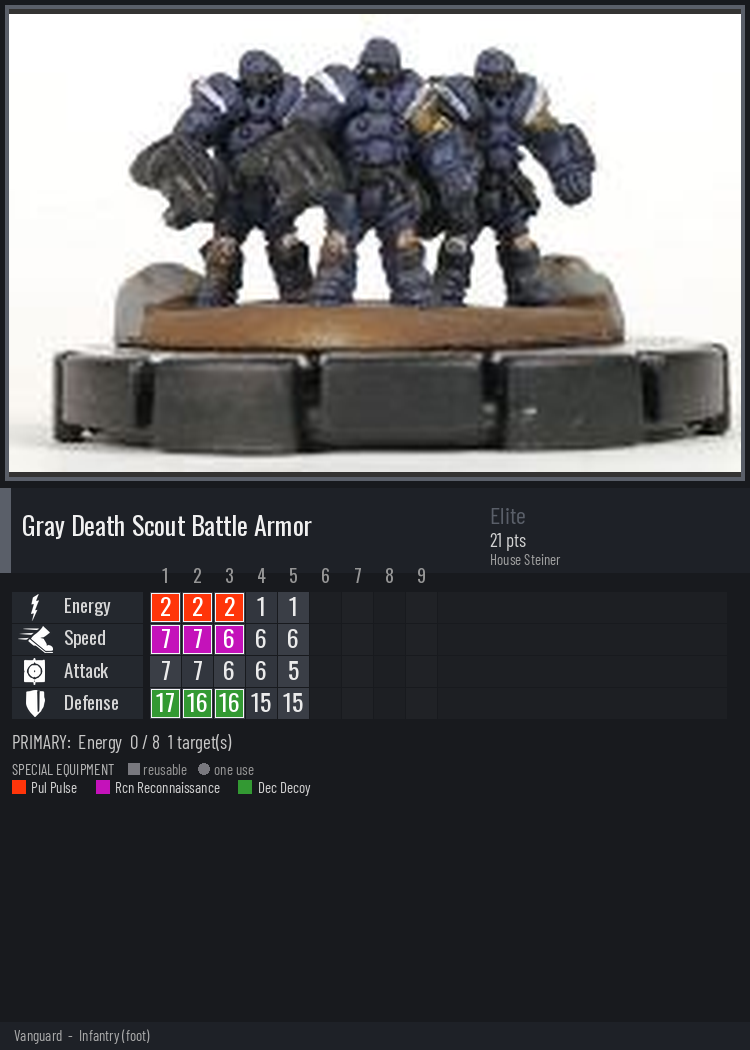 Gray Death Scout Battle Armor
Elite
21 pts
House Steiner
1 2 3 4 5 6 7 8 9
Energy 2 2 2 1 1
Speed 7 7 6 6 6
Attack 7 7 6 6 5
Defense 17 16 16 15 15
PRIMARY: Energy 0 / 8 1 target(s)
SPECIAL EQUIPMENT reusable one use
Pul Pulse Rcn Reconnaissance Dec Decoy
Vanguard - Infantry (foot)